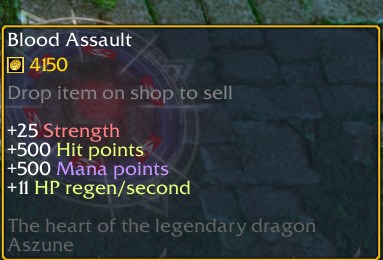 Blood Assault
4150
Drop item on shop to sell
+25 Strength
+500 Hit points
+500 Mana points
+11 HP regen/second
The heart of the legendary dragon
Aszune